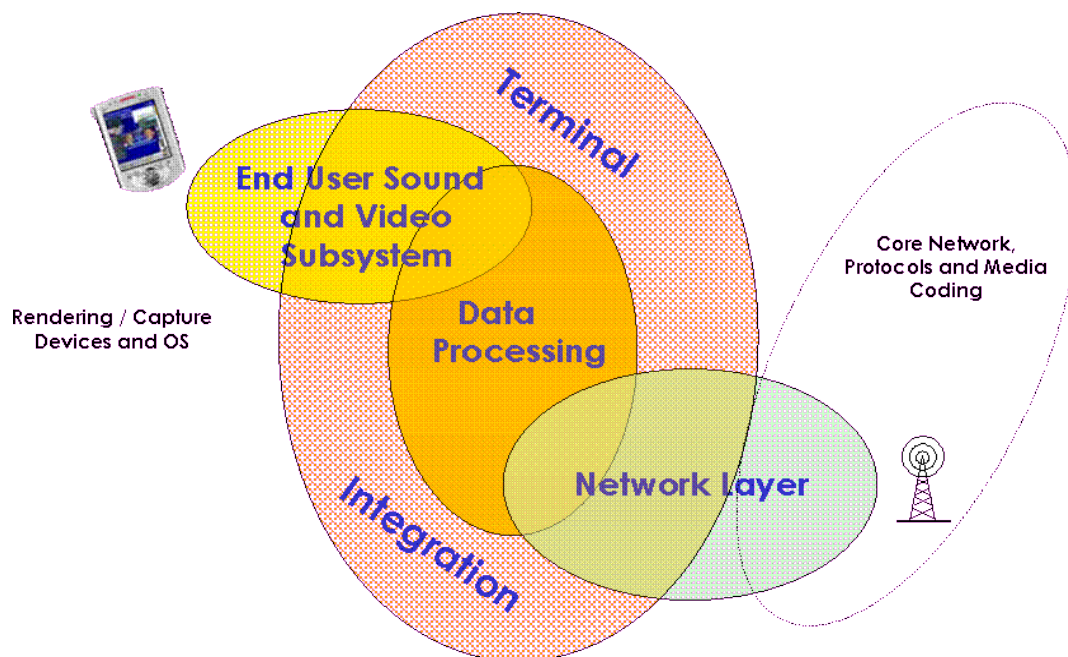 Terminal
End User Sound
and Video
Subsystem
Core Network,
Protocols and Media
Coding
Rendering / Capture
Devices and OS
Data
Processing
Network Layer
Integration